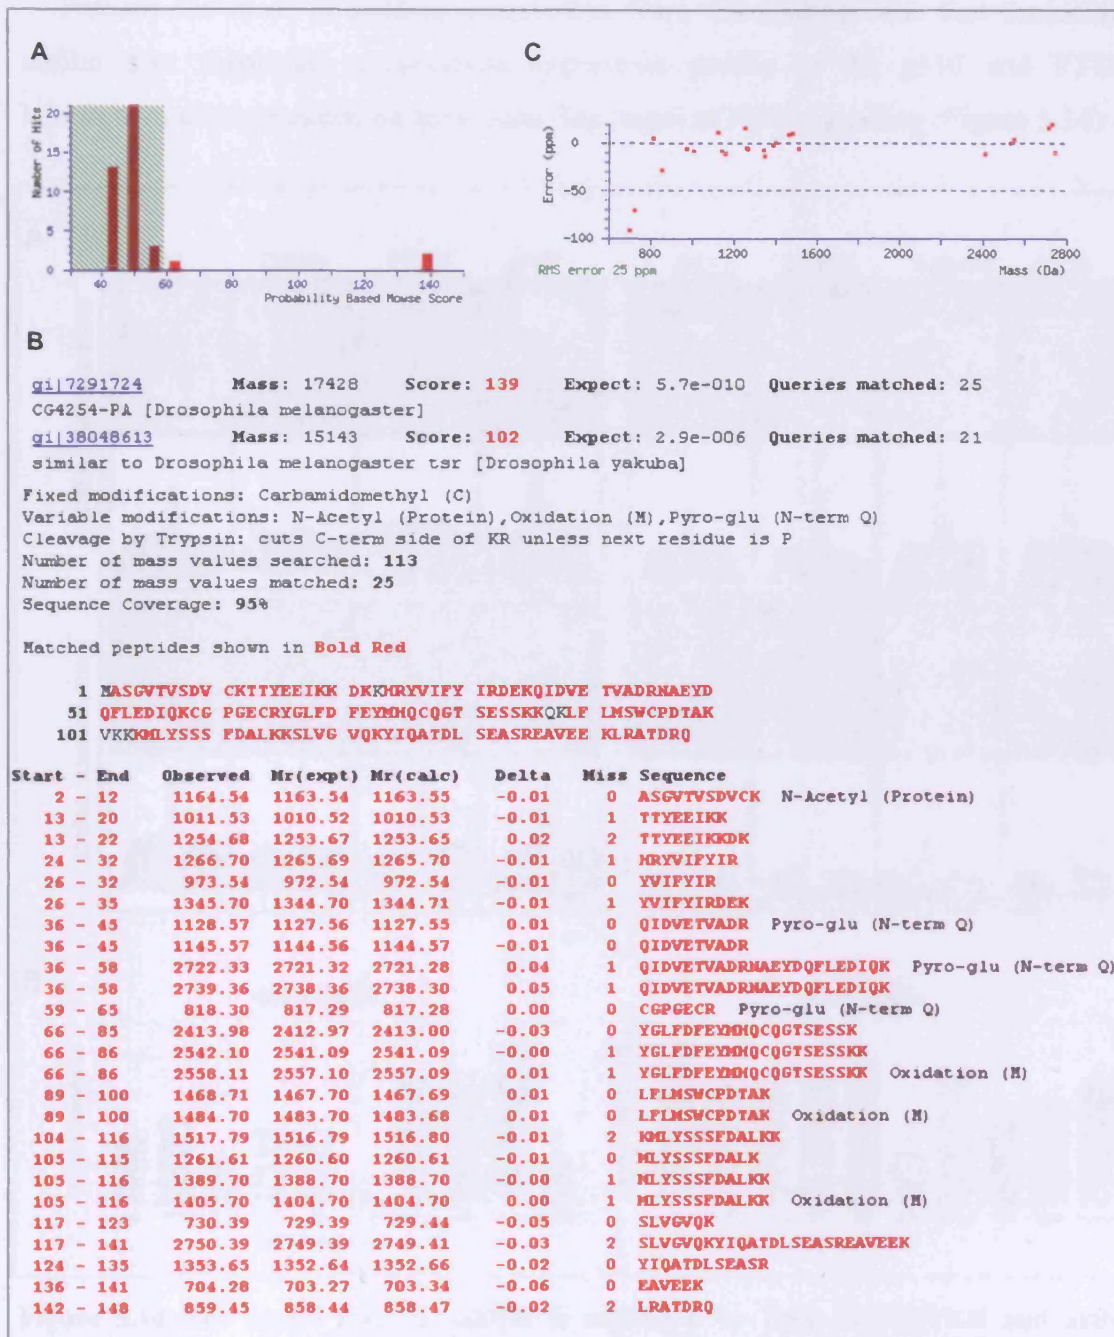 A
C
Number of Hits
20
15
10
5
0
40 60 80 100 120 140
Probability Based Mowse Score
Error (ppm)
0
-50
-100
800 1200 1600 2000 2400 2800
RMS error 25 ppm Mass (Da)
B
gi|7291724 Mass: 17428 Score: 139 Expect: 5.7e-010 Queries matched: 25
CG4254-PA [Drosophila melanogaster]
gi|38048613 Mass: 15143 Score: 102 Expect: 2.9e-006 Queries matched: 21
similar to Drosophila melanogaster tsr [Drosophila yakuba]
Fixed modifications: Carbamidomethyl (C)
Variable modifications: N-Acetyl (Protein),Oxidation (M),Pyro-glu (N-term Q)
Cleavage by Trypsin: cuts C-term side of KR unless next residue is P
Number of mass values searched: 113
Number of mass values matched: 25
Sequence Coverage: 95%
Matched peptides shown in Bold Red
1 MASGVTVSDV CKTTYEEIKK DKKHRYVIFY IRDEKQIDVE TVADRNAEYD
51 QFLEDIQKCG PGECRYGLFD FEYMHQCQGT SESSKKQKLF LMSWCPDTAK
101 VKKKMLYSSS FDALKKSLVG VQKYIQATDL SEASREAVEE KLRATDRQ
Start - End Observed Mr(expt) Mr(calc) Delta Miss Sequence
2 - 12 1164.54 1163.54 1163.55 -0.01 0 ASGVTVSDVCK N-Acetyl (Protein)
13 - 20 1011.53 1010.52 1010.53 -0.01 1 TTYEEIKK
13 - 22 1254.68 1253.67 1253.65 0.02 2 TTYEEIKKDK
24 - 32 1266.70 1265.69 1265.70 -0.01 1 MRYVIFYIR
26 - 32 973.54 972.54 972.54 -0.01 0 YVIFYIR
26 - 35 1345.70 1344.70 1344.71 -0.01 1 YVIFYIRDEK
36 - 45 1128.57 1127.56 1127.55 0.01 0 QIDVETVADR Pyro-glu (N-term Q)
36 - 45 1145.57 1144.56 1144.57 -0.01 0 QIDVETVADR
36 - 58 2722.33 2721.32 2721.28 0.04 1 QIDVETVADRNAEYDQFLEDIQK Pyro-glu (N-term Q)
36 - 58 2739.36 2738.36 2738.30 0.05 1 QIDVETVADRNAEYDQFLEDIQK
59 - 65 818.30 817.29 817.28 0.00 0 CGPGECR Pyro-glu (N-term Q)
66 - 85 2413.98 2412.97 2413.00 -0.03 0 YGLFDFEYMHQCQGTSESSK
66 - 86 2542.10 2541.09 2541.09 -0.00 1 YGLFDFEYMHQCQGTSESSKK
66 - 86 2558.11 2557.10 2557.09 0.01 1 YGLFDFEYMHQCQGTSESSKK Oxidation (M)
89 - 100 1468.71 1467.70 1467.69 0.01 0 LFLMSWCPDTAK
89 - 100 1484.70 1483.70 1483.68 0.01 0 LFLMSWCPDTAK Oxidation (M)
104 - 116 1517.79 1516.79 1516.80 -0.01 2 KMLYSSSFDALKK
105 - 115 1261.61 1260.60 1260.61 -0.01 0 MLYSSSFDALK
105 - 116 1389.70 1388.70 1388.70 -0.00 1 MLYSSSFDALKK
105 - 116 1405.70 1404.70 1404.70 0.00 1 MLYSSSFDALKK Oxidation (M)
117 - 123 730.39 729.39 729.44 -0.05 0 SLVGVQK
117 - 141 2750.39 2749.39 2749.41 -0.03 2 SLVGVQKYIQATDLSEASREAVEEK
124 - 135 1353.65 1352.64 1352.66 -0.02 0 YIQATDLSEASR
136 - 141 704.28 703.27 703.34 -0.06 0 EAVEEK
142 - 148 859.45 858.44 858.47 -0.02 2 LRATDRQ